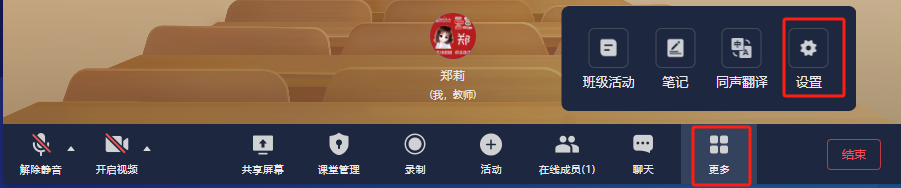 郑
郑莉
(我，教师)
班级活动
笔记
同声翻译
设置
解除静音
开启视频
共享屏幕
课堂管理
录制
活动
在线成员(1)
聊天
更多
结束